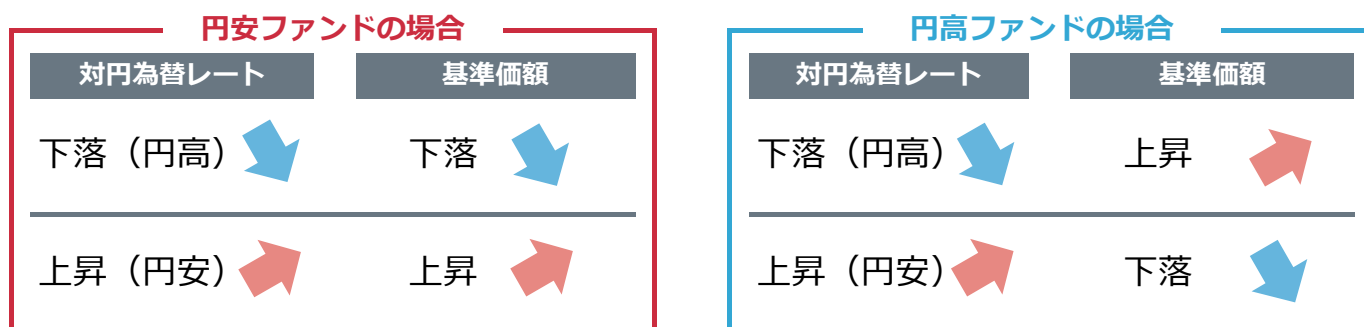 円安ファンドの場合
対円為替レート 基準価額
下落（円高） 下落
上昇（円安） 上昇
円高ファンドの場合
対円為替レート 基準価額
下落（円高） 上昇
上昇（円安） 下落